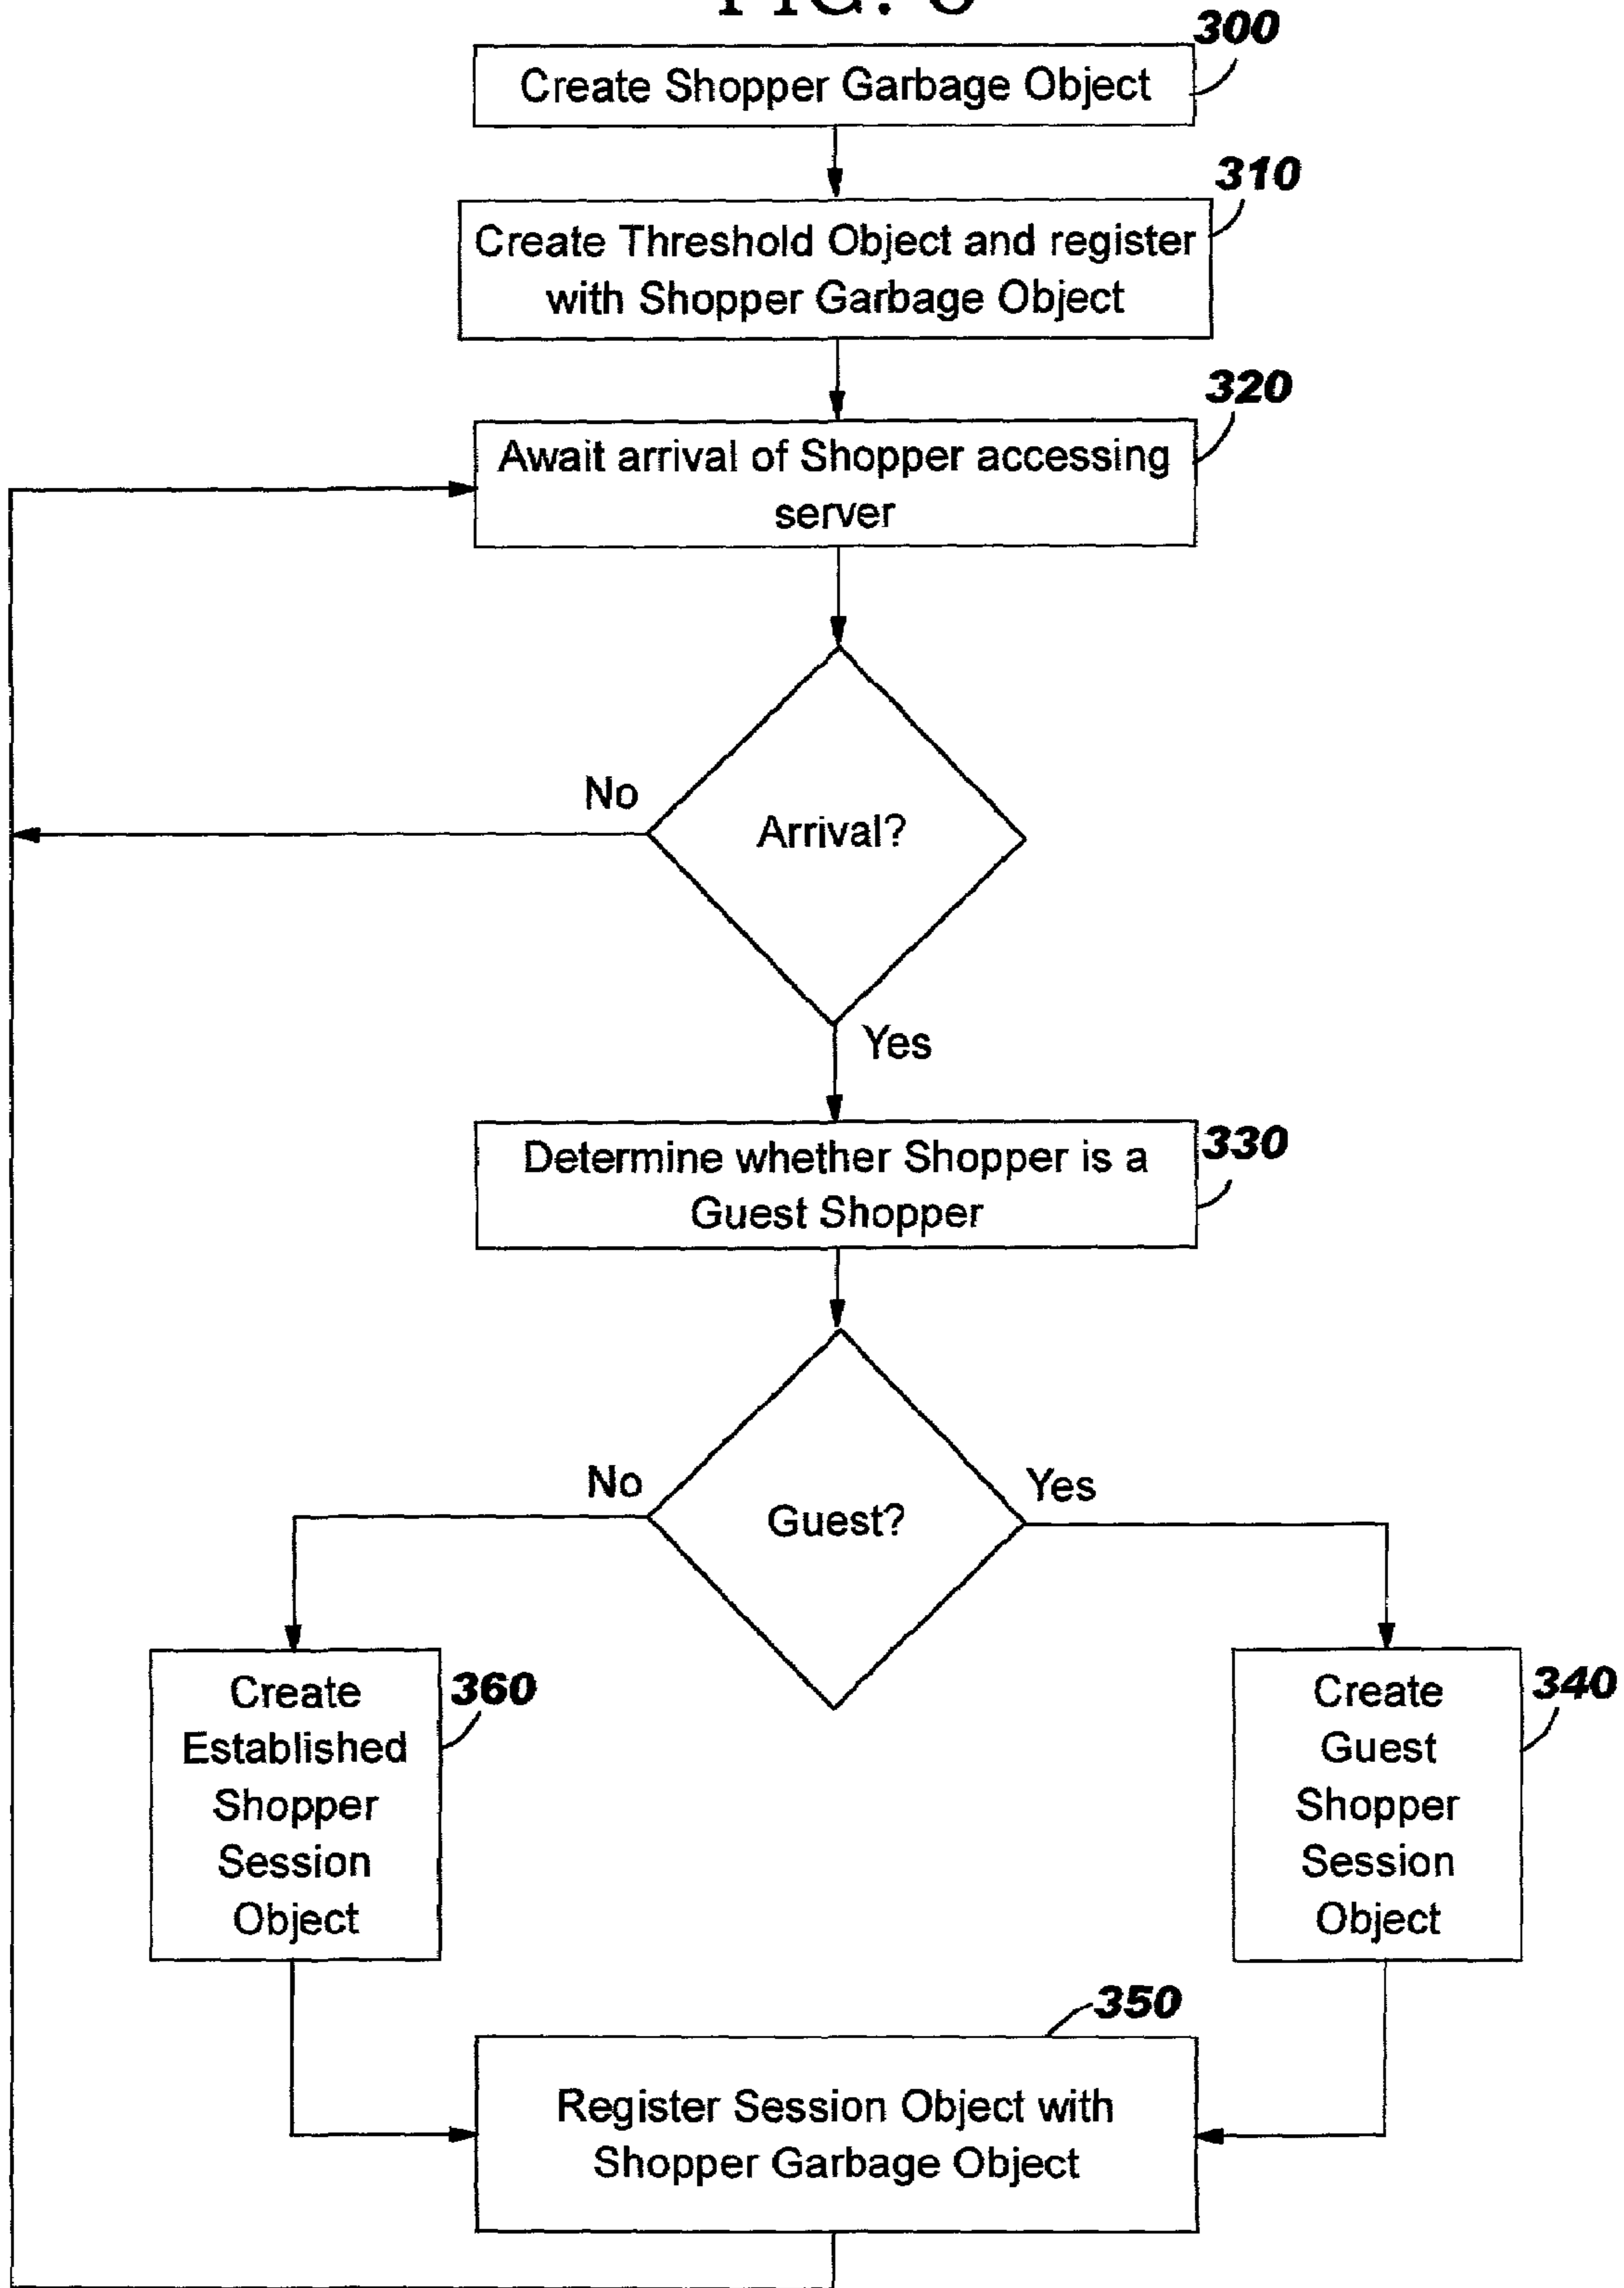 300
Create Shopper Garbage Object
310
Create Threshold Object and register
with Shopper Garbage Object
320
Await arrival of Shopper accessing
server
No
Arrival?
Yes
330
Determine whether Shopper is a
Guest Shopper
No
Yes
Guest?
Create
Established
Shopper
Session
Object
360
Create
Guest
Shopper
Session
Object
340
350
Register Session Object with
Shopper Garbage Object